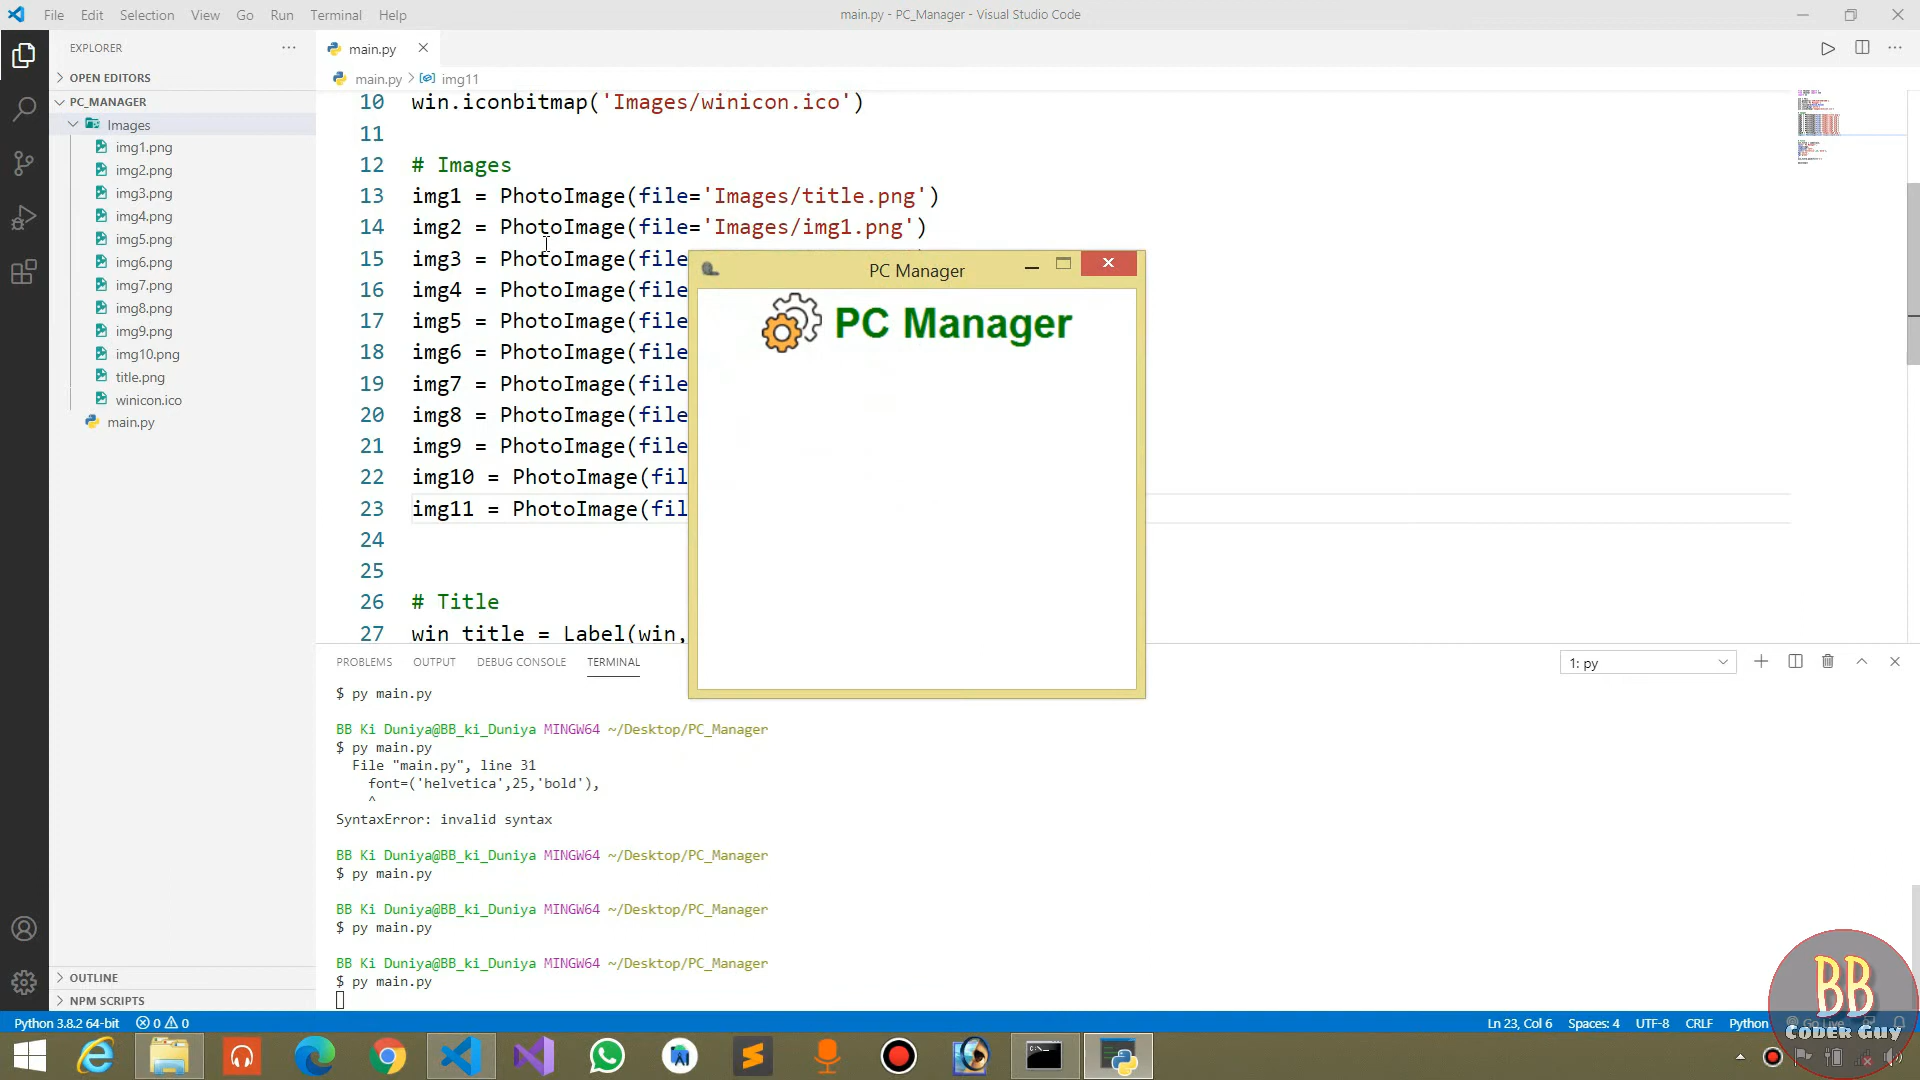 File Edit Selection View Go Run Terminal Help
main.py - PC_Manager - Visual Studio Code
EXPLORER
OPEN EDITORS
PC_MANAGER
Images
img1.png
img2.png
img3.png
img4.png
img5.png
img6.png
img7.png
img8.png
img9.png
img10.png
title.png
winicon.ico
main.py
OUTLINE
NPM SCRIPTS
main.py
main.py > img11
10 win.iconbitmap('Images/winicon.ico')
11
12 # Images
13 img1 = PhotoImage(file='Images/title.png')
14 img2 = PhotoImage(file='Images/img1.png')
15 img3 = PhotoImage(file
16 img4 = PhotoImage(file
17 img5 = PhotoImage(file
18 img6 = PhotoImage(file
19 img7 = PhotoImage(file
20 img8 = PhotoImage(file
21 img9 = PhotoImage(file
22 img10 = PhotoImage(fil
23 img11 = PhotoImage(fil
24
25
26 # Title
27 win title = Label(win,
PC Manager
PC Manager
PROBLEMS OUTPUT DEBUG CONSOLE TERMINAL
1: py
$ py main.py
BB Ki Duniya@BB_ki_Duniya MINGW64 ~/Desktop/PC_Manager
$ py main.py
File "main.py", line 31
font=('helvetica',25,'bold'),
^
SyntaxError: invalid syntax
BB Ki Duniya@BB_ki_Duniya MINGW64 ~/Desktop/PC_Manager
$ py main.py
BB Ki Duniya@BB_ki_Duniya MINGW64 ~/Desktop/PC_Manager
$ py main.py
BB Ki Duniya@BB_ki_Duniya MINGW64 ~/Desktop/PC_Manager
$ py main.py
Python 3.8.2 64-bit 0 0
Ln 23, Col 6 Spaces: 4 UTF-8 CRLF Python Go Live
BB
CODER GUY